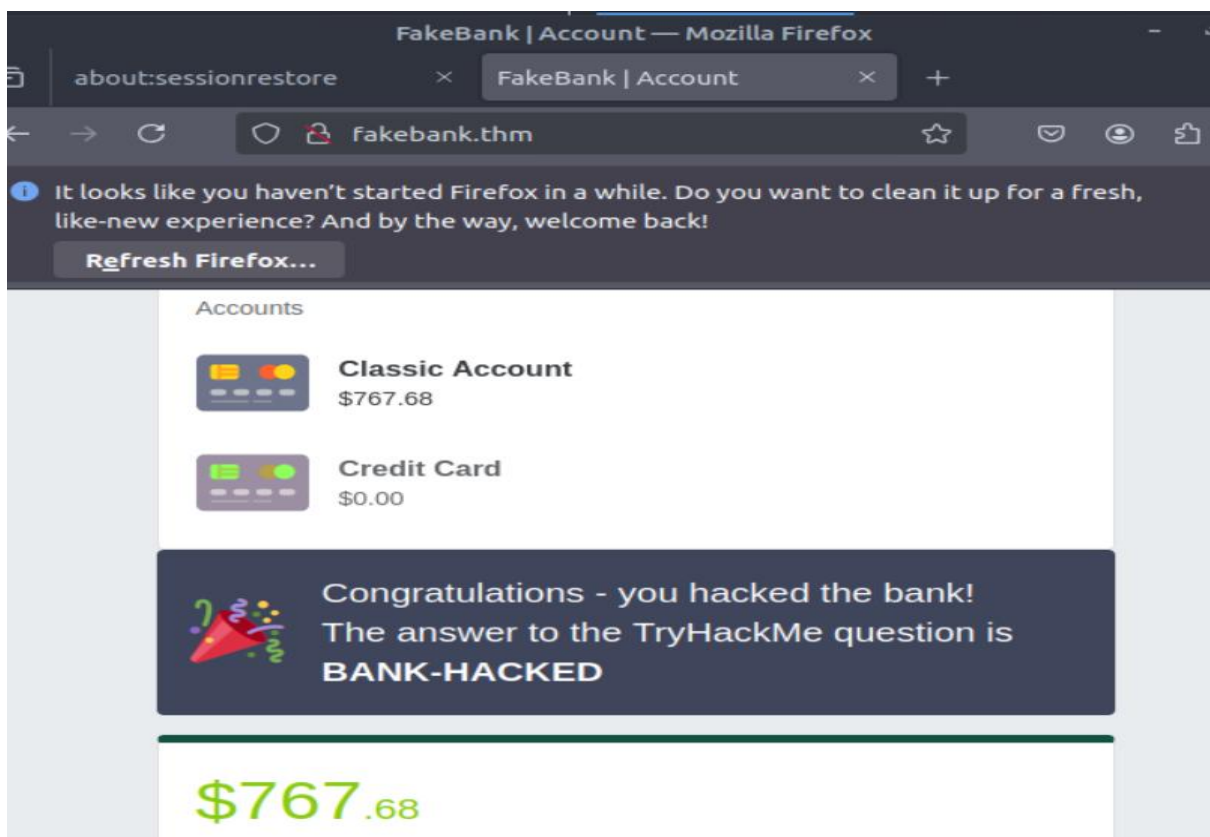 FakeBank | Account — Mozilla Firefox
about:sessionrestore
FakeBank | Account
fakebank.thm
It looks like you haven't started Firefox in a while. Do you want to clean it up for a fresh,
like-new experience? And by the way, welcome back!
Refresh Firefox...
Accounts
Classic Account
$767.68
Credit Card
$0.00
Congratulations - you hacked the bank!
The answer to the TryHackMe question is
BANK-HACKED
$767.68